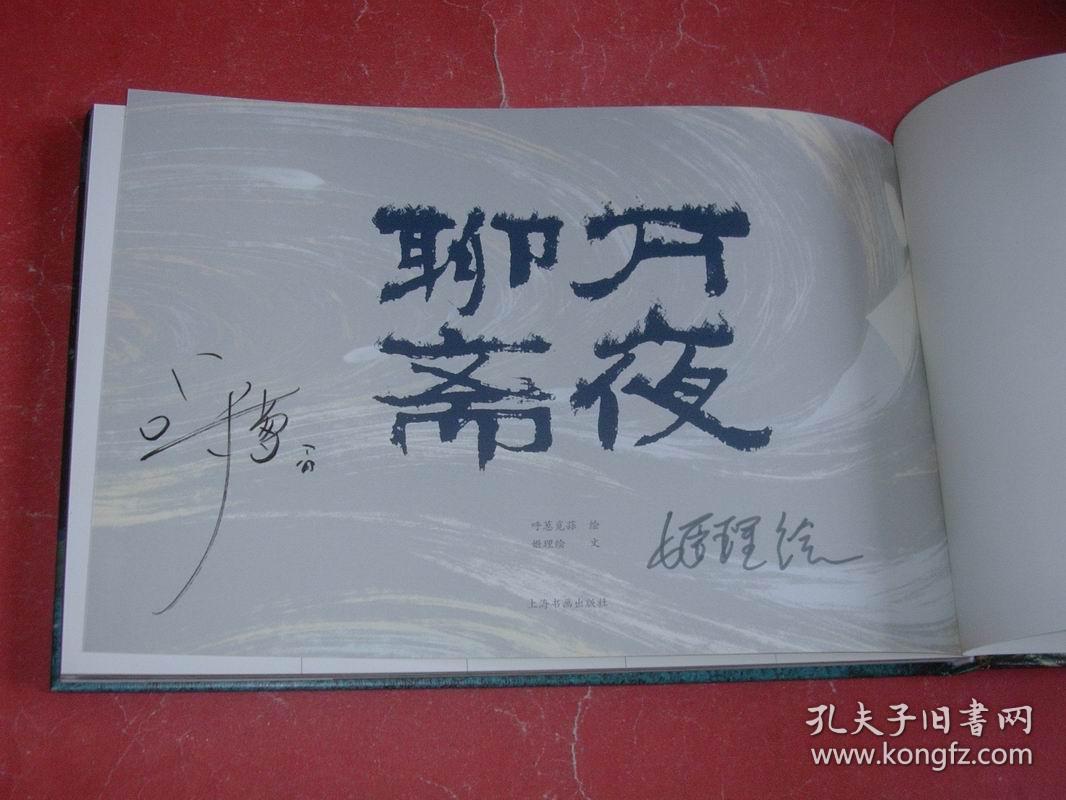 月夜
聊斋
呼葱觅蒜 绘
姬理绘 文
姬理绘
上海书画出版社
孔夫子旧書网
www.kongfz.com